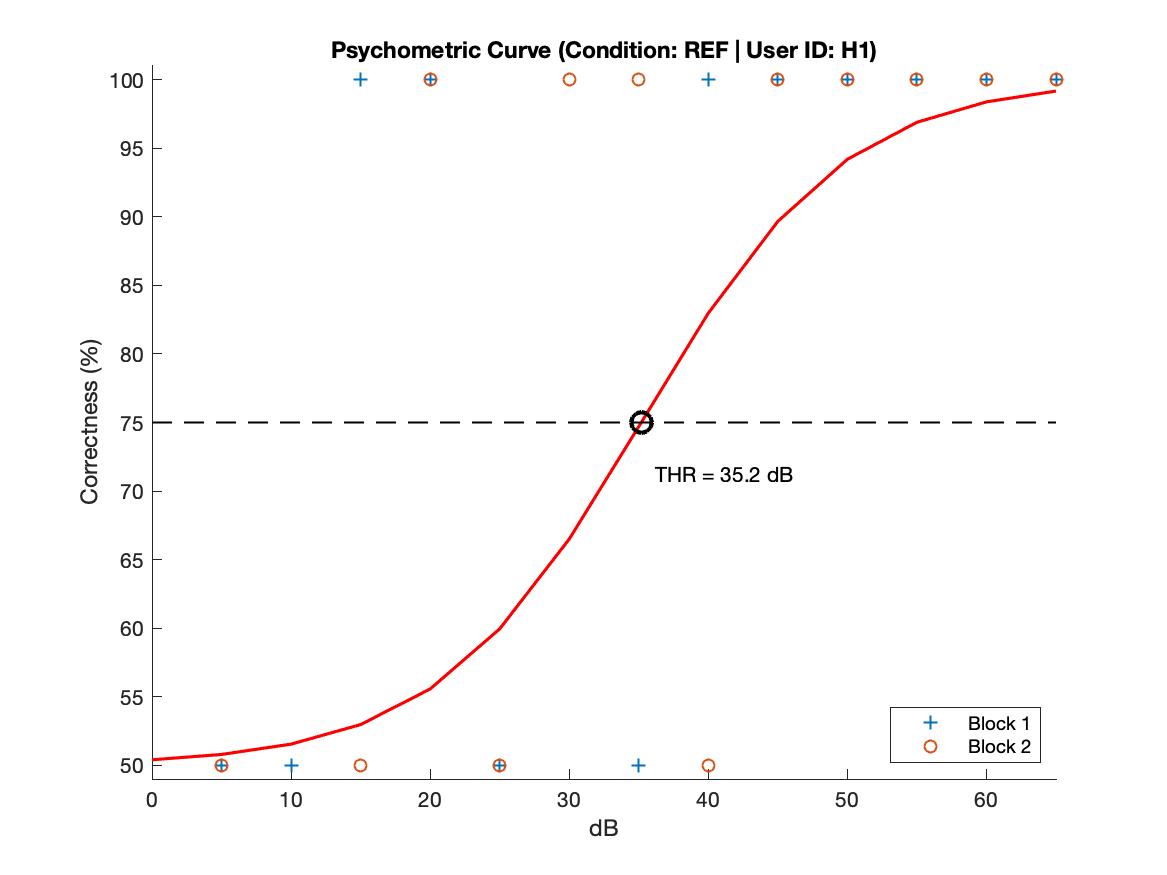 Psychometric Curve (Condition: REF | User ID: H1)
100
95
90
85
80
75
70
65
60
55
50
Correctness (%)
THR = 35.2 dB
Block 1
Block 2
0 10 20 30 40 50 60
dB